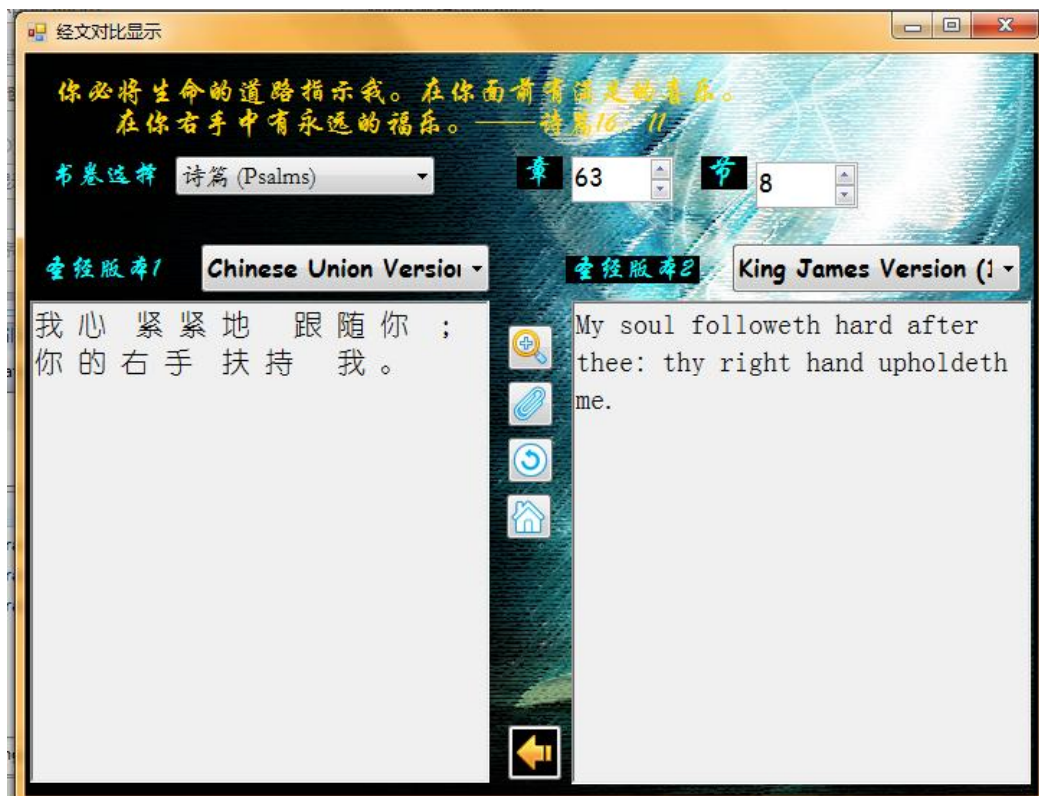 经文对比显示
你必将生命的道路指示我。在你面前有满足的喜乐。
在你右手中有永远的福乐。——诗篇16：11
书卷选择 诗篇 (Psalms) 章 63 节 8
圣经版本1 Chinese Union Version 圣经版本2 King James Version (1
我心 紧紧地 跟随你；
你的右手 扶持 我。
My soul followeth hard after
thee: thy right hand upholdeth
me.